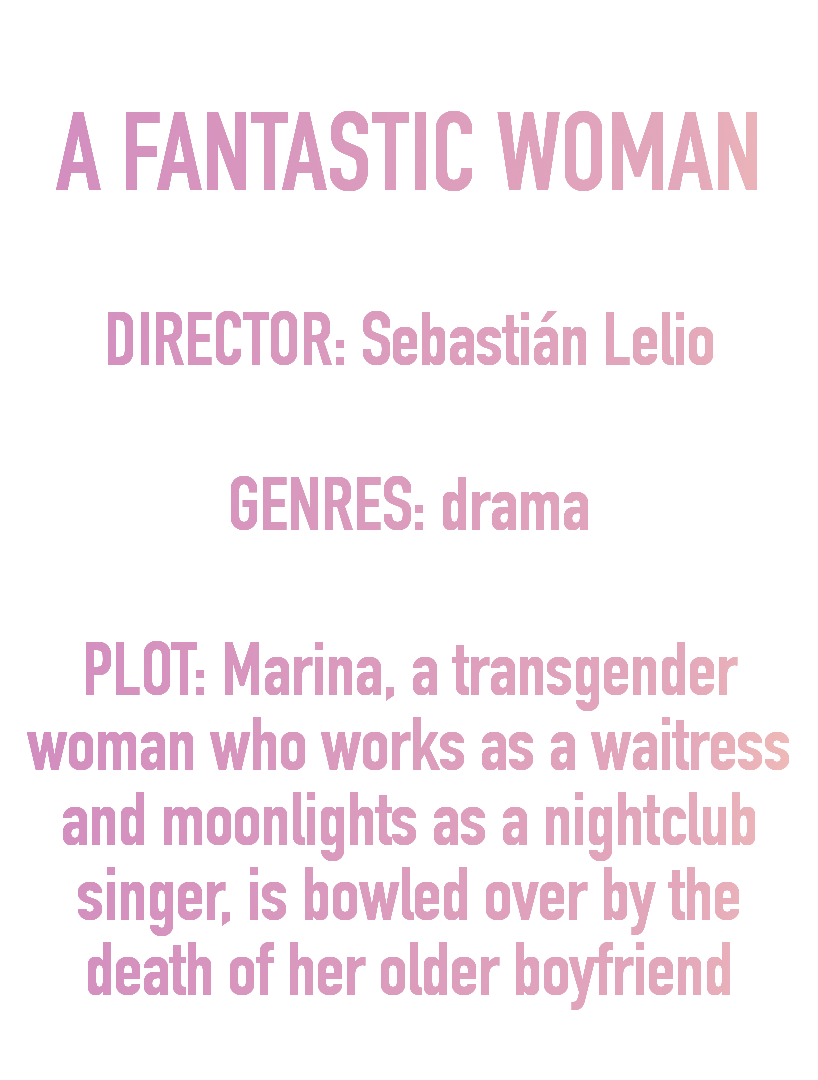 A FANTASTIC WOMAN
DIRECTOR: Sebastián Lelio
GENRES: drama
PLOT: Marina, a transgender
woman who works as a waitress
and moonlights as a nightclub
singer, is bowled over by the
death of her older boyfriend